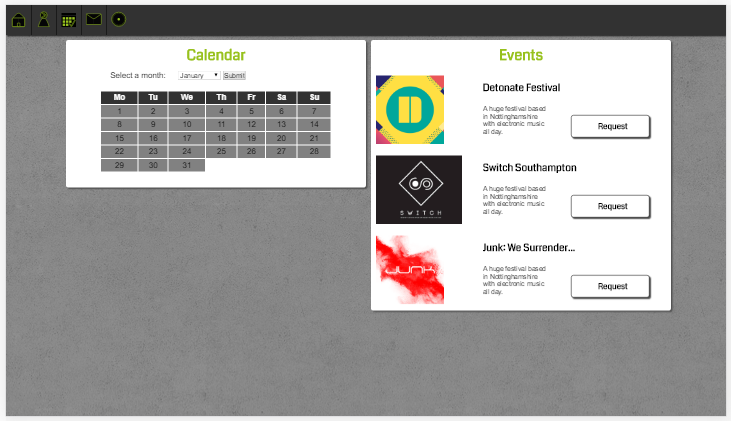 Calendar
Select a month: January Submit
Mo Tu We Th Fr Sa Su
1 2 3 4 5 6 7
8 9 10 11 12 13 14
15 16 17 18 19 20 21
22 23 24 25 26 27 28
29 30 31
Events
Detonate Festival
A huge festival based
in Nottinghamshire
with electronic music
all day.
Request
SWITCH
Switch Southampton
A huge festival based
in Nottinghamshire
with electronic music
all day.
Request
JUNK
Junk: We Surrender...
A huge festival based
in Nottinghamshire
with electronic music
all day.
Request